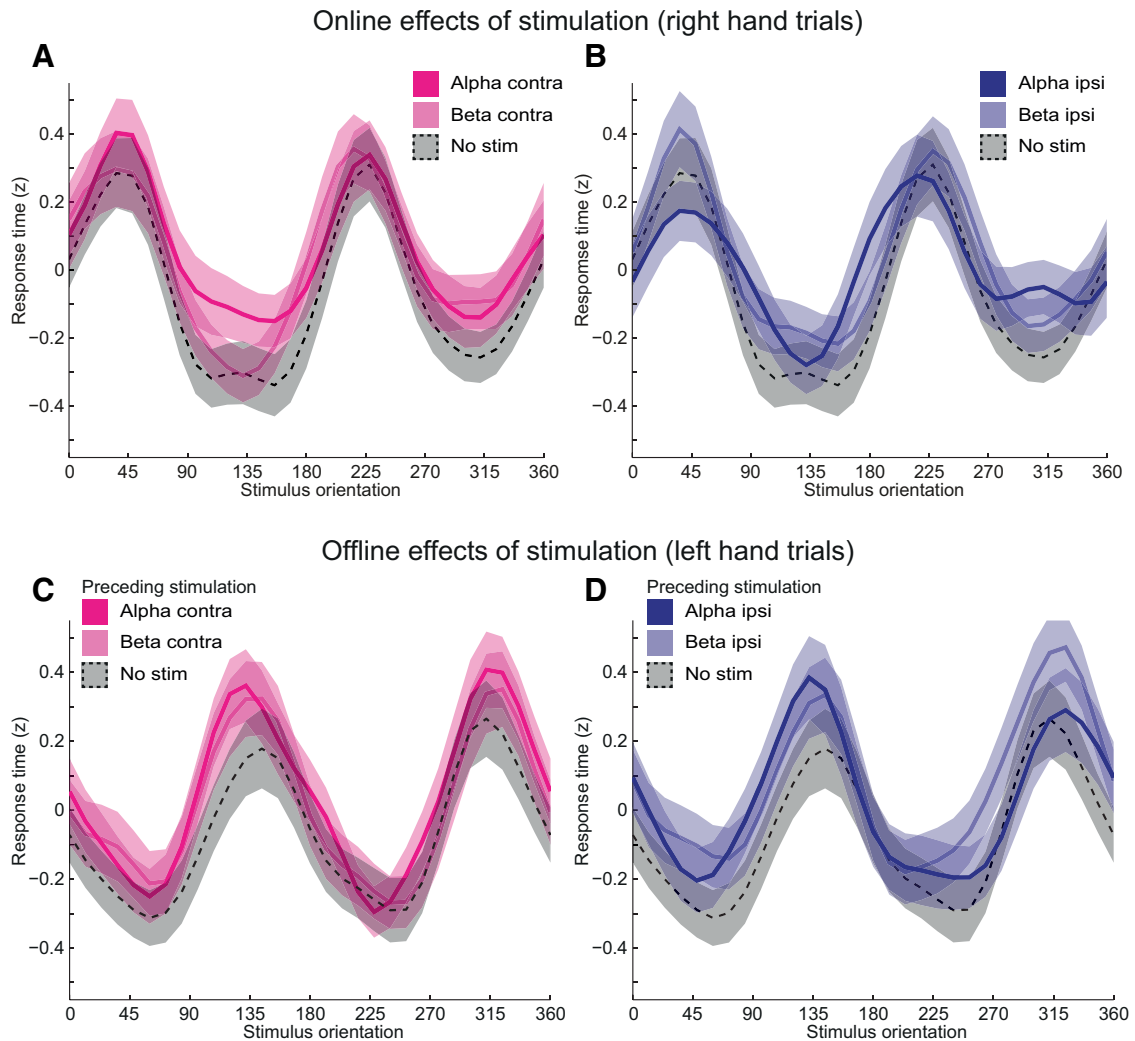 Online effects of stimulation (right hand trials)
A
Alpha contra
Beta contra
No stim
Response time (z)
0.4
0.2
0
−0.2
−0.4
0 45 90 135 180 225 270 315 360
Stimulus orientation
B
Alpha ipsi
Beta ipsi
No stim
Response time (z)
0.4
0.2
0
−0.2
−0.4
0 45 90 135 180 225 270 315 360
Stimulus orientation
Offline effects of stimulation (left hand trials)
C
Preceding stimulation
Alpha contra
Beta contra
No stim
Response time (z)
0.4
0.2
0
−0.2
−0.4
0 45 90 135 180 225 270 315 360
Stimulus orientation
D
Preceding stimulation
Alpha ipsi
Beta ipsi
No stim
Response time (z)
0.4
0.2
0
−0.2
−0.4
0 45 90 135 180 225 270 315 360
Stimulus orientation